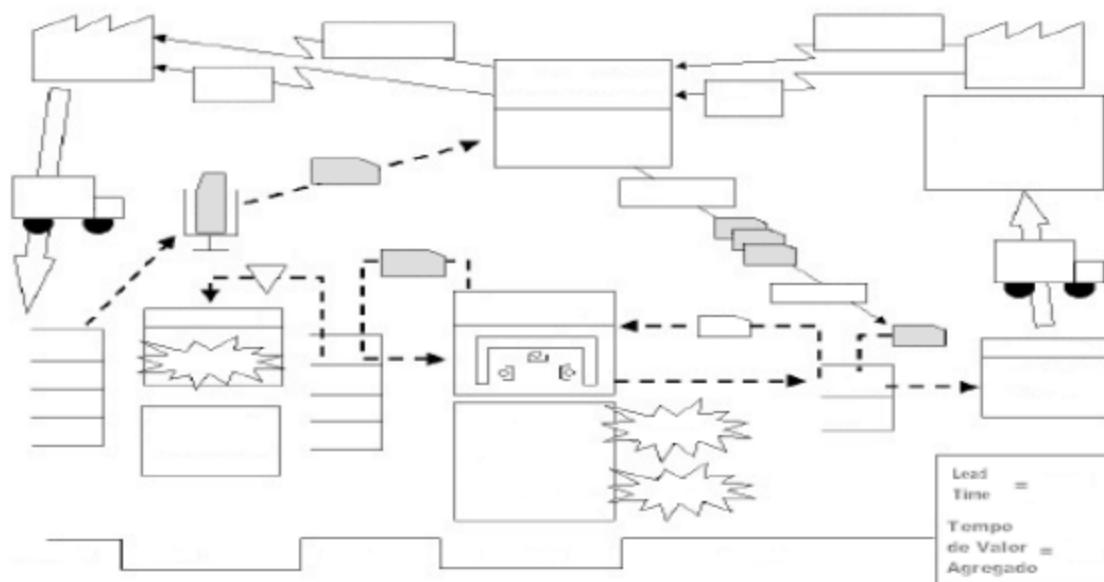 Lead
Time =
Tempo
de Valor =
Agregado